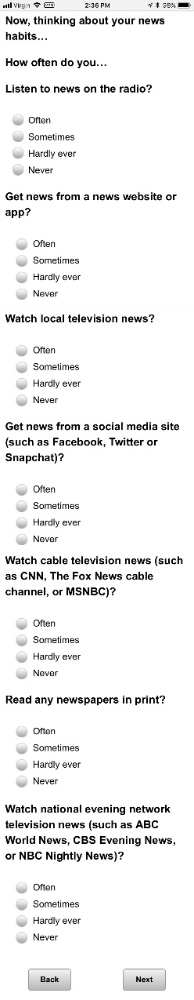 Virgin VPN 2:36 PM 98%
Now, thinking about your news
habits...
How often do you...
Listen to news on the radio?
Often
Sometimes
Hardly ever
Never
Get news from a news website or
app?
Often
Sometimes
Hardly ever
Never
Watch local television news?
Often
Sometimes
Hardly ever
Never
Get news from a social media site
(such as Facebook, Twitter or
Snapchat)?
Often
Sometimes
Hardly ever
Never
Watch cable television news (such
as CNN, The Fox News cable
channel, or MSNBC)?
Often
Sometimes
Hardly ever
Never
Read any newspapers in print?
Often
Sometimes
Hardly ever
Never
Watch national evening network
television news (such as ABC
World News, CBS Evening News,
or NBC Nightly News)?
Often
Sometimes
Hardly ever
Never
Back Next